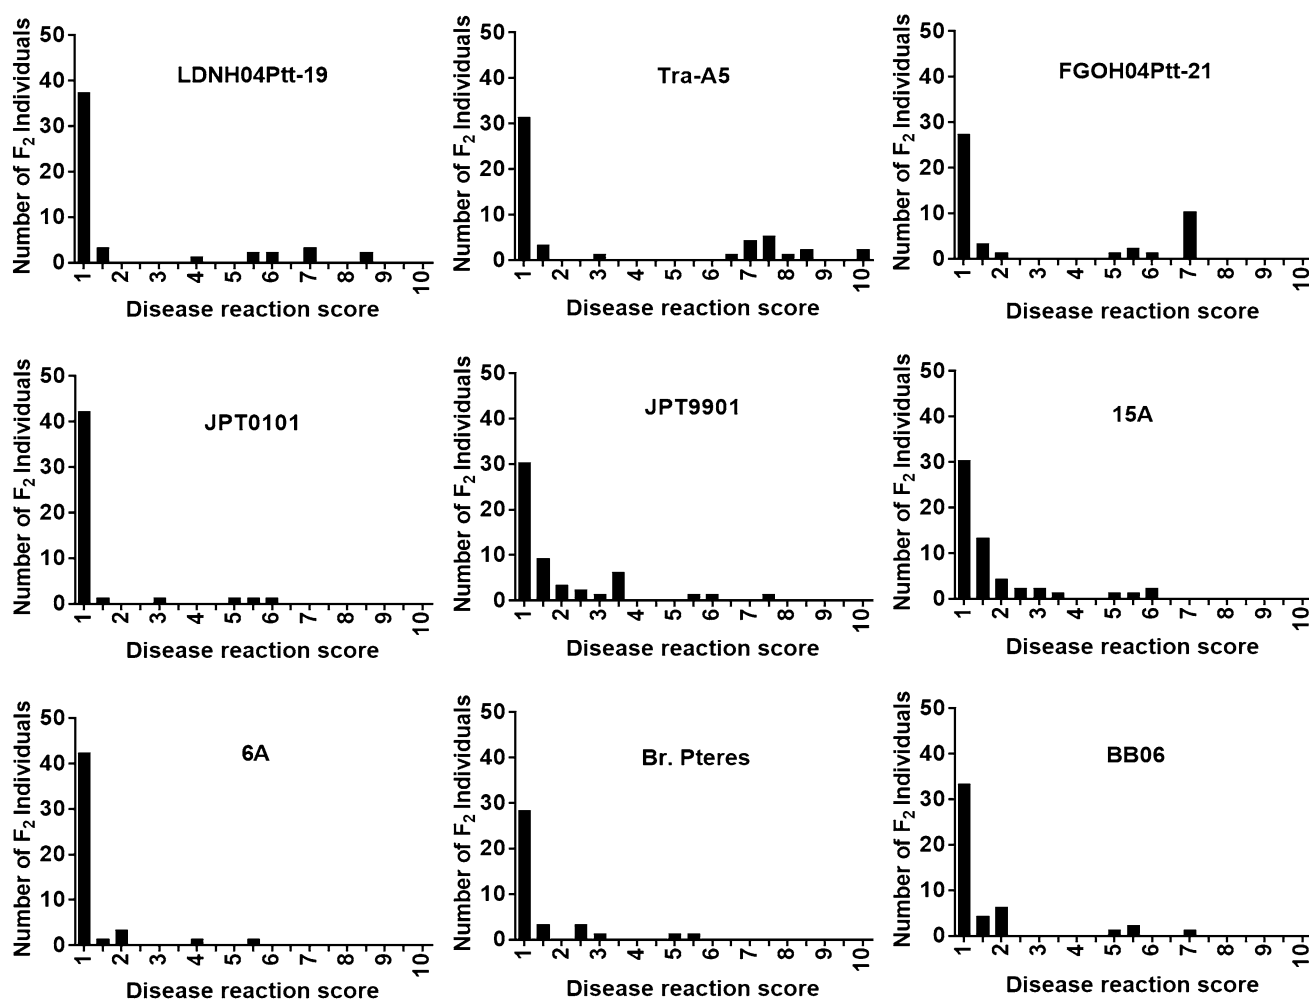 LDNH04Ptt-19
Number of F2 Individuals
50
40
30
20
10
0
1 2 3 4 5 6 7 8 9 10
Disease reaction score
Tra-A5
Number of F2 Individuals
50
40
30
20
10
0
1 2 3 4 5 6 7 8 9 10
Disease reaction score
FGOH04Ptt-21
Number of F2 Individuals
50
40
30
20
10
0
1 2 3 4 5 6 7 8 9 10
Disease reaction score
JPT0101
Number of F2 Individuals
50
40
30
20
10
0
1 2 3 4 5 6 7 8 9 10
Disease reaction score
JPT9901
Number of F2 Individuals
50
40
30
20
10
0
1 2 3 4 5 6 7 8 9 10
Disease reaction score
15A
Number of F2 Individuals
50
40
30
20
10
0
1 2 3 4 5 6 7 8 9 10
Disease reaction score
6A
Number of F2 Individuals
50
40
30
20
10
0
1 2 3 4 5 6 7 8 9 10
Disease reaction score
Br. Pteres
Number of F2 Individuals
50
40
30
20
10
0
1 2 3 4 5 6 7 8 9 10
Disease reaction score
BB06
Number of F2 Individuals
50
40
30
20
10
0
1 2 3 4 5 6 7 8 9 10
Disease reaction score